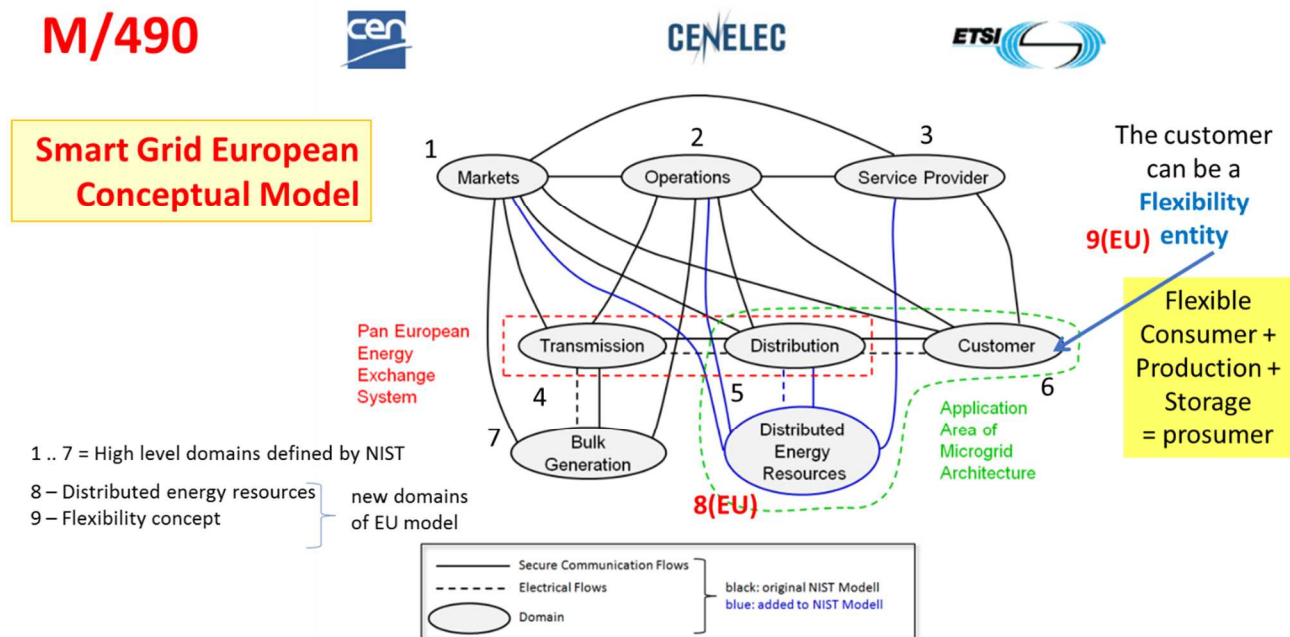 M/490
cen
CENELEC
ETSI
Smart Grid European
Conceptual Model
1
2
3
Markets
Operations
Service Provider
The customer
can be a
Flexibility
9(EU) entity
Flexible
Consumer +
Production +
Storage
= prosumer
Pan European
Energy
Exchange
System
Transmission
Distribution
Customer
4
5
6
7
Bulk
Generation
Distributed
Energy
Resources
Application
Area of
Microgrid
Architecture
8(EU)
1 .. 7 = High level domains defined by NIST
8 – Distributed energy resources
9 – Flexibility concept
new domains
of EU model
Secure Communication Flows
Electrical Flows
Domain
black: original NIST Modell
blue: added to NIST Modell